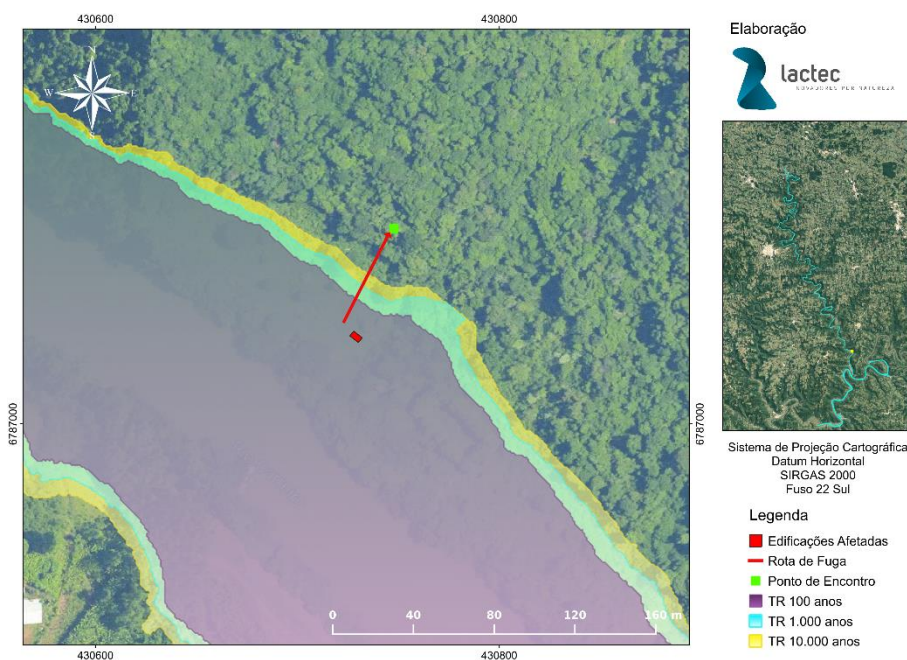 430600
430800
Elaboração
lactec
N
W
E
S
6787000
6787000
Sistema de Projeção Cartográfica
Datum Horizontal
SIRGAS 2000
Fuso 22 Sul
Legenda
Edificações Afetadas
Rota de Fuga
Ponto de Encontro
TR 100 anos
TR 1.000 anos
TR 10.000 anos
0
40
80
120
160 m
430600
430800